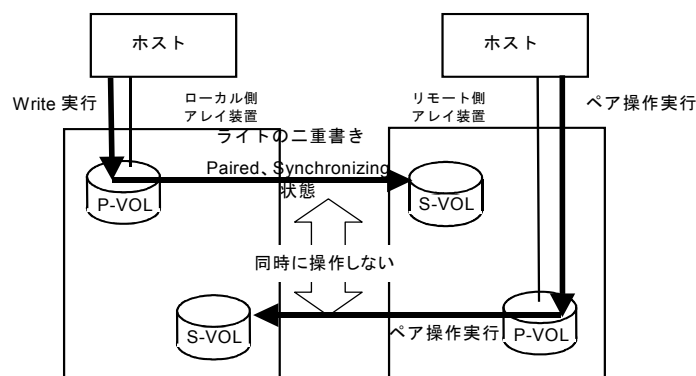 ホスト
ホスト
Write 実行
ローカル側
アレイ装置
リモート側
アレイ装置
ペア操作実行
ライトの二重書き
Paired、Synchronizing
状態
P-VOL
S-VOL
同時に操作しない
S-VOL
ペア操作実行
P-VOL